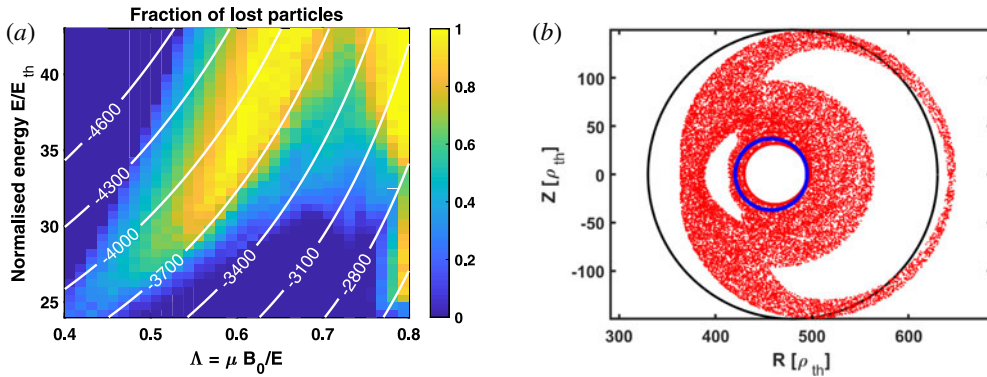 (a)
Fraction of lost particles
Normalised energy E/E_th
40
35
30
25
0.4 0.5 0.6 0.7 0.8
Λ = μ B_0/E
-4600
-4300
-4000
-3700
-3400
-3100
-2800
1
0.8
0.6
0.4
0.2
0
(b)
Z [ρ_th]
100
50
0
-50
-100
300 400 500 600
R [ρ_th]